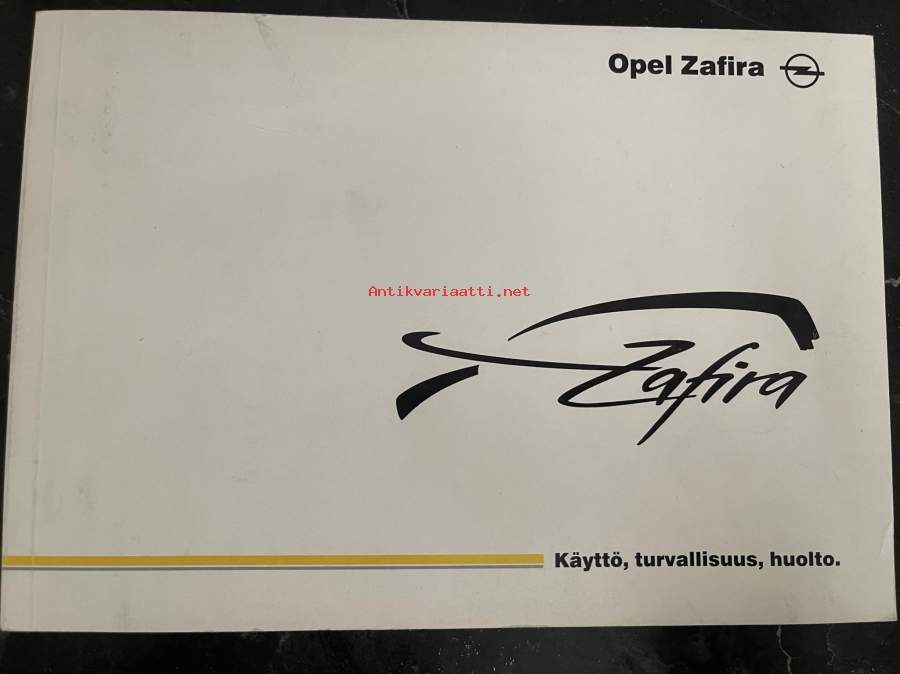 Opel Zafira
Antikvariaatti.net
Zafira
Käyttö, turvallisuus, huolto.